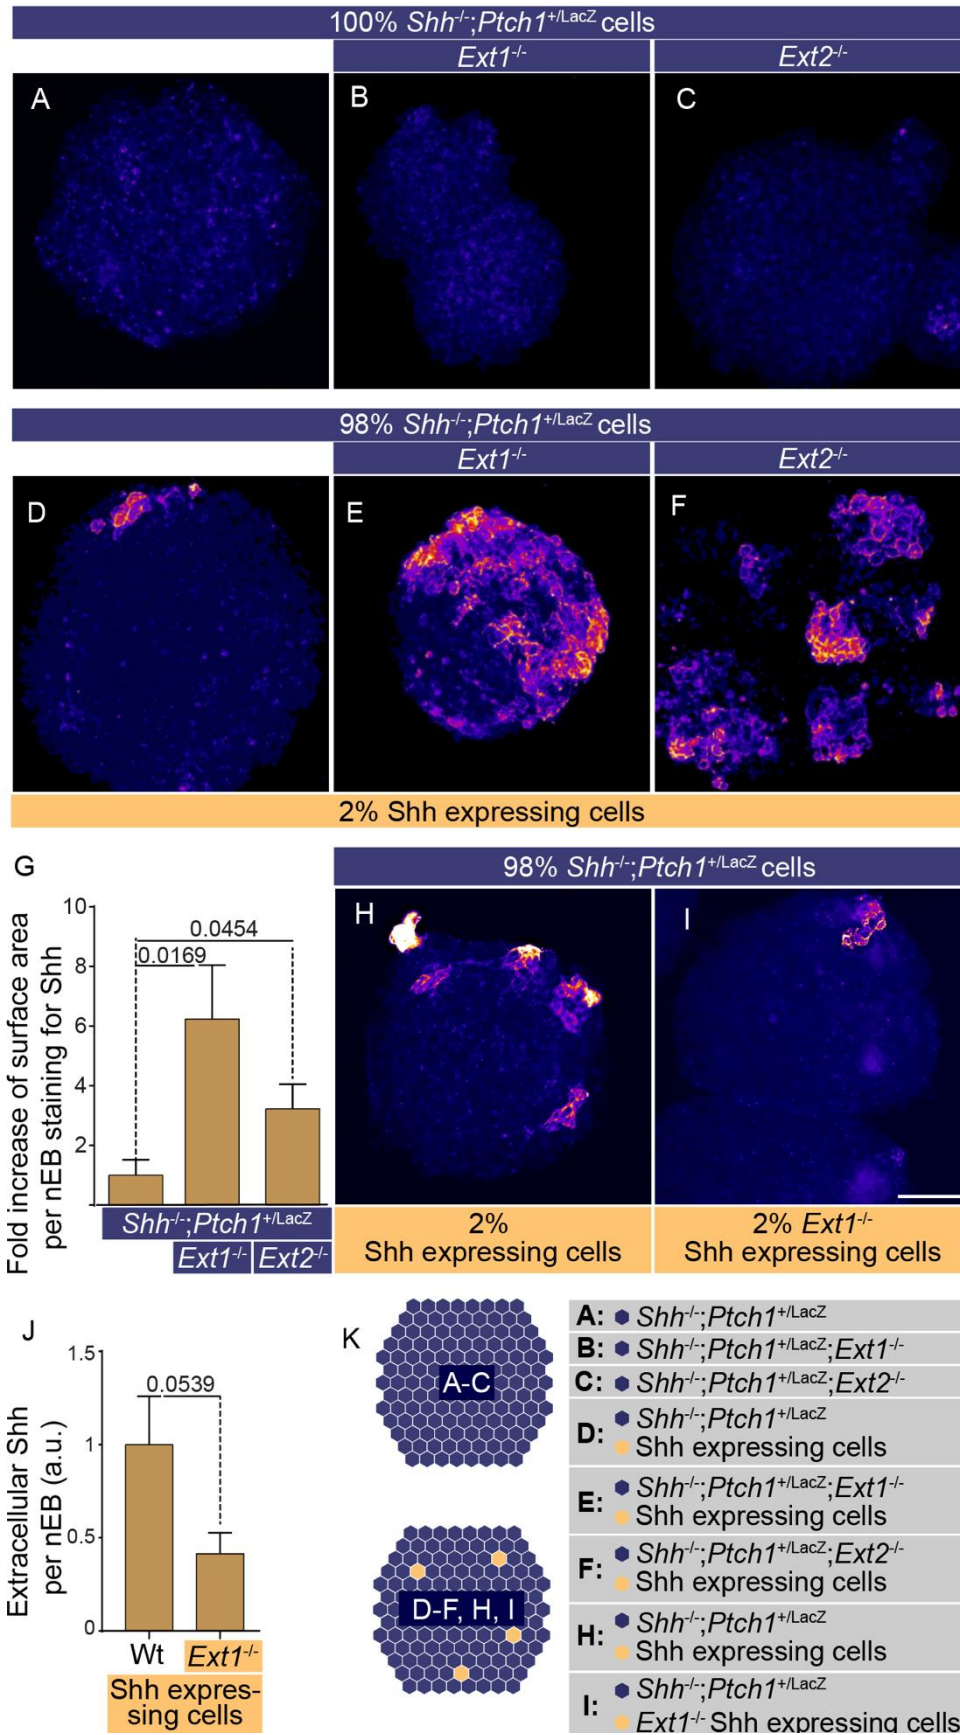 100% Shh-/-;Ptch1+/LacZ cells
Ext1-/- Ext2-/-
A B C
98% Shh-/-;Ptch1+/LacZ cells
Ext1-/- Ext2-/-
D E F
2% Shh expressing cells
G
Fold increase of surface area
per nEB staining for Shh
10
8
6
4
2
0.0454
0.0169
Shh-/-;Ptch1+/LacZ
Ext1-/- Ext2-/-
98% Shh-/-;Ptch1+/LacZ cells
H I
2%
Shh expressing cells
2% Ext1-/-
Shh expressing cells
J
Extracellular Shh
per nEB (a.u.)
1.5
1
0.5
0
0.0539
Wt Ext1-/-
Shh expres-
sing cells
K
A-C
D-F, H, I
A: Shh-/-;Ptch1+/LacZ
B: Shh-/-;Ptch1+/LacZ;Ext1-/-
C: Shh-/-;Ptch1+/LacZ;Ext2-/-
D: Shh-/-;Ptch1+/LacZ
Shh expressing cells
E: Shh-/-;Ptch1+/LacZ;Ext1-/-
Shh expressing cells
F: Shh-/-;Ptch1+/LacZ;Ext2-/-
Shh expressing cells
H: Shh-/-;Ptch1+/LacZ
Shh expressing cells
I: Shh-/-;Ptch1+/LacZ
Ext1-/- Shh expressing cells